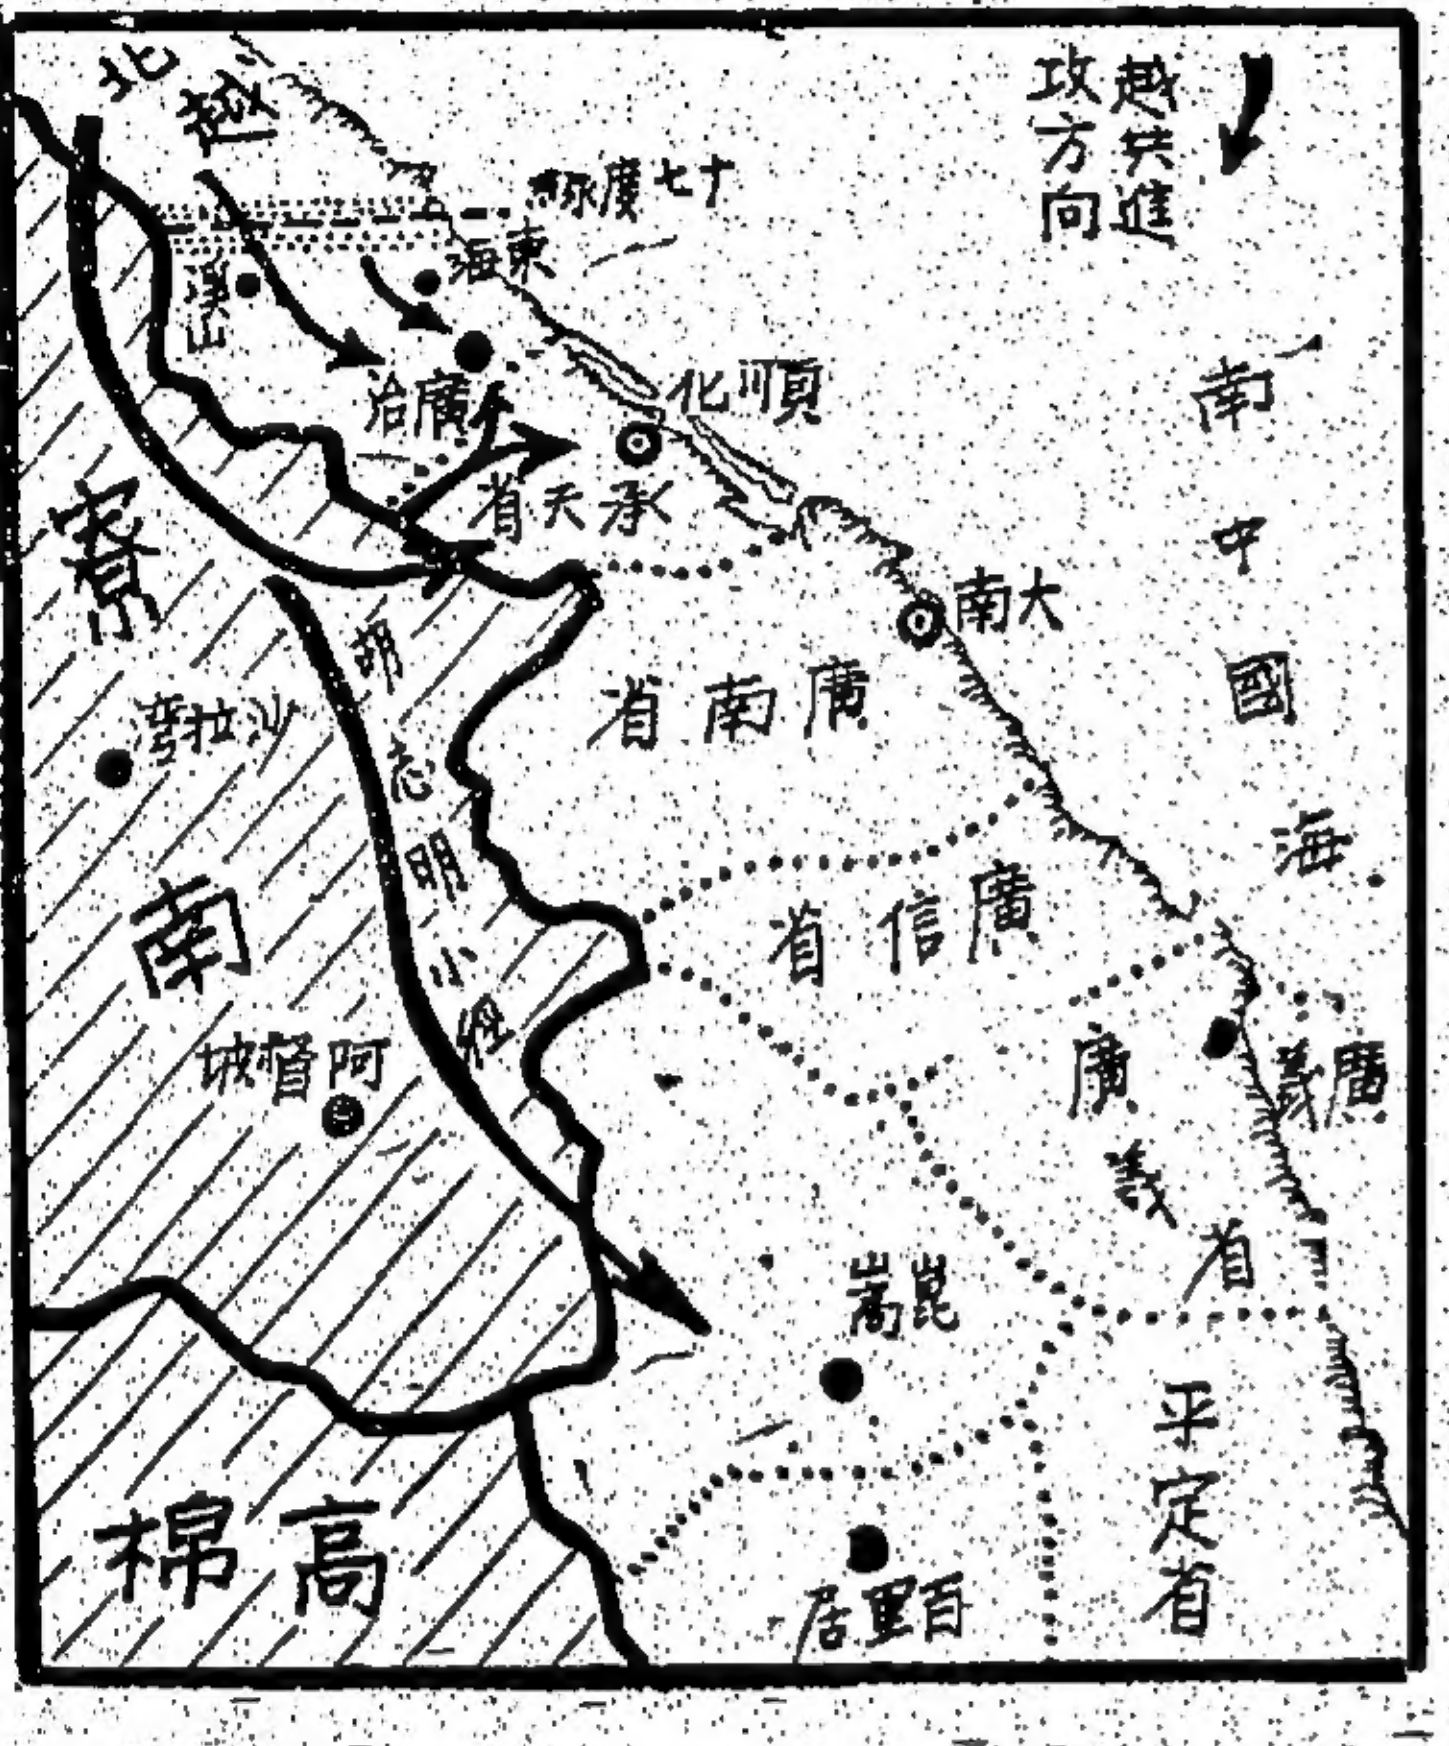 北越
越共進
攻方向
十七
東海
溪山
廣治
順化
承天省
大南
南中國海
寮南
胡志明小徑
沙拉弯
廣南省
廣信省
阿督坡
廣義省
廣義
崑嵩
平定省
高棉
百里居